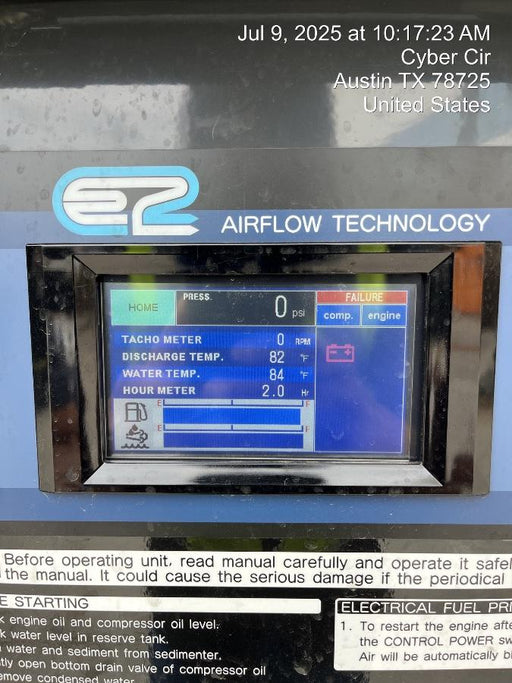 Jul 9, 2025 at 10:17:23 AM
Cyber Cir
Austin TX 78725
United States
AIRFLOW TECHNOLOGY
HOME
PRESS.
0 psi
FAILURE
comp. engine
TACHO METER 0 RPM
DISCHARGE TEMP. 82 °F
WATER TEMP. 84 °F
HOUR METER 2.0 Hr
E F
E F
Before operating unit, read manual carefully and operate it safel
the manual. It could cause the serious damage if the periodical
E STARTING
k engine oil and compressor oil level.
k water level in reserve tank.
water and sediment from sedimenter.
tly open bottom drain valve of compressor oil
emove condensed water
ELECTRICAL FUEL PRI
1. To restart the engine afte
the CONTROL POWER sw
Air will be automatically b